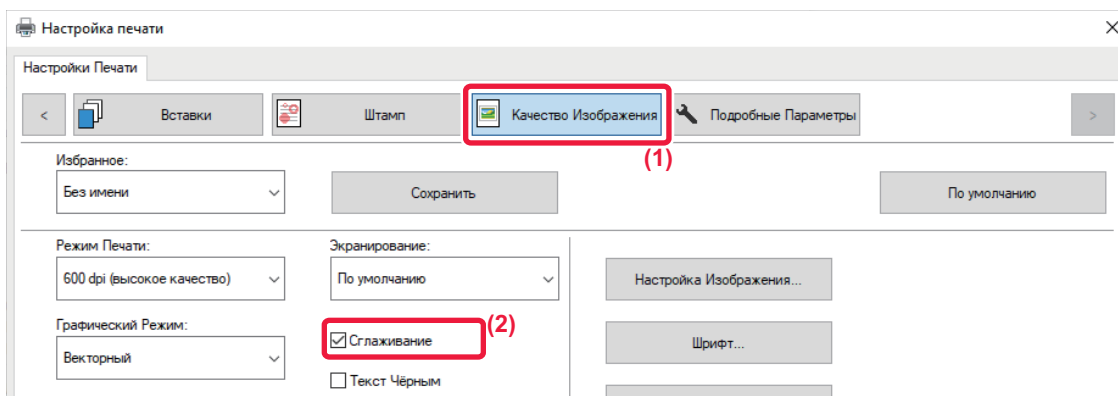 Настройка печати
Настройки Печати
< Вставки Штамп Качество Изображения Подробные Параметры >
(1)
Избранное:
Без имени Сохранить По умолчанию
Режим Печати: Экранирование:
600 dpi (высокое качество) По умолчанию Настройка Изображения...
Графический Режим: (2)
Векторный Сглаживание Шрифт...
Текст Чёрным